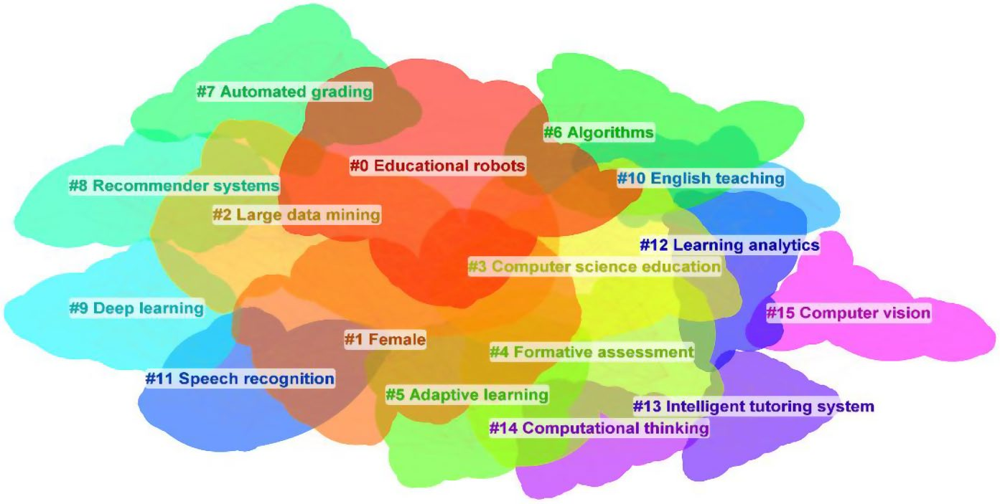 #7 Automated grading
#6 Algorithms
#0 Educational robots
#10 English teaching
#8 Recommender systems
#2 Large data mining
#12 Learning analytics
#3 Computer science education
#9 Deep learning
#15 Computer vision
#1 Female
#4 Formative assessment
#11 Speech recognition
#5 Adaptive learning
#13 Intelligent tutoring system
#14 Computational thinking